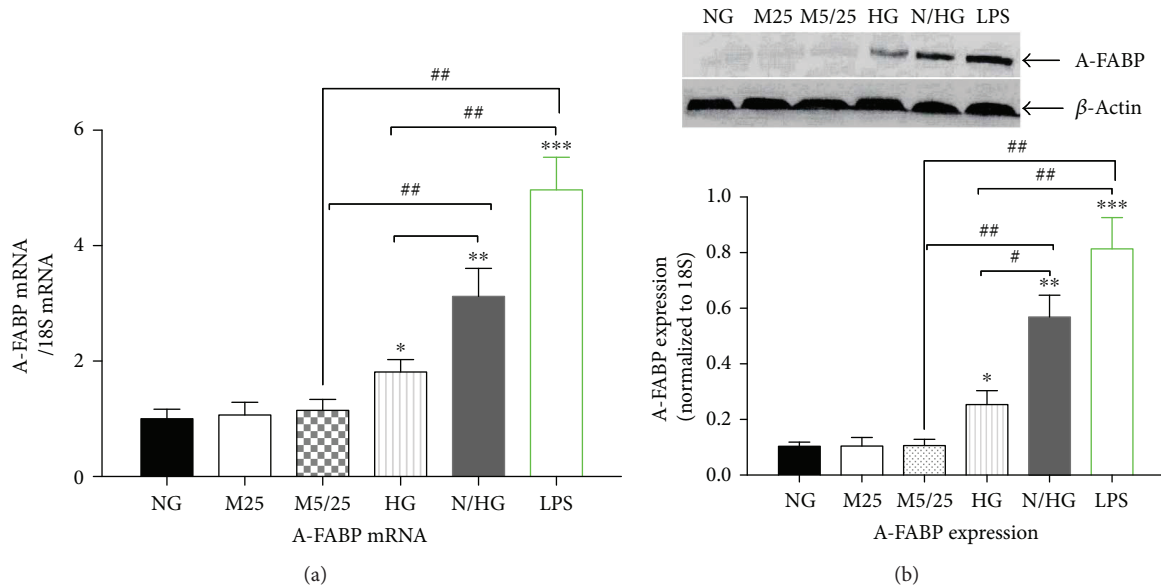 A-FABP mRNA
/18S mRNA
6
4
2
0
##
##
##
*
**
***
NG M25 M5/25 HG N/HG LPS
A-FABP mRNA
(a)
NG M25 M5/25 HG N/HG LPS
A-FABP
β-Actin
A-FABP expression
(normalized to 18S)
1.0
0.8
0.6
0.4
0.2
0.0
##
##
##
#
*
**
***
NG M25 M5/25 HG N/HG LPS
A-FABP expression
(b)